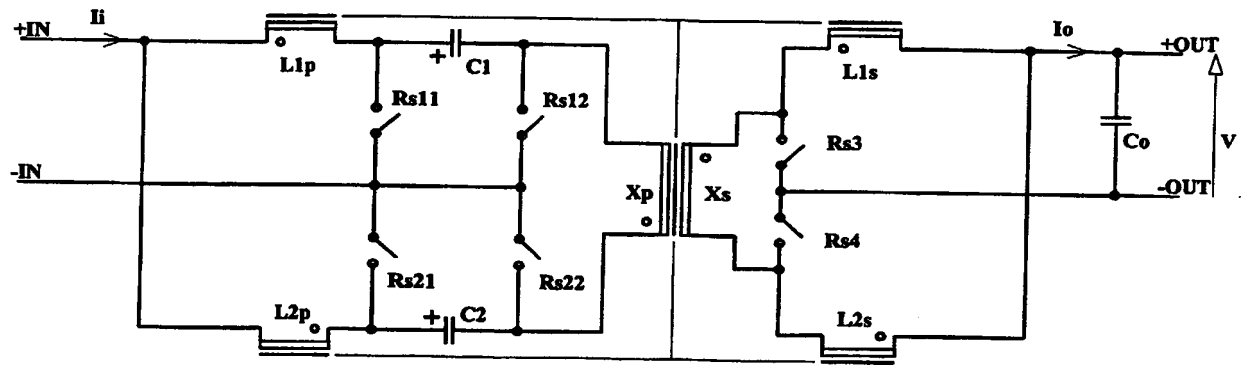 +IN Ii Io +OUT
L1p + C1 L1s
Rs11 Rs12
Rs3 Co V
-IN -OUT
Xp Xs
Rs4
Rs21 Rs22
L2p + C2 L2s